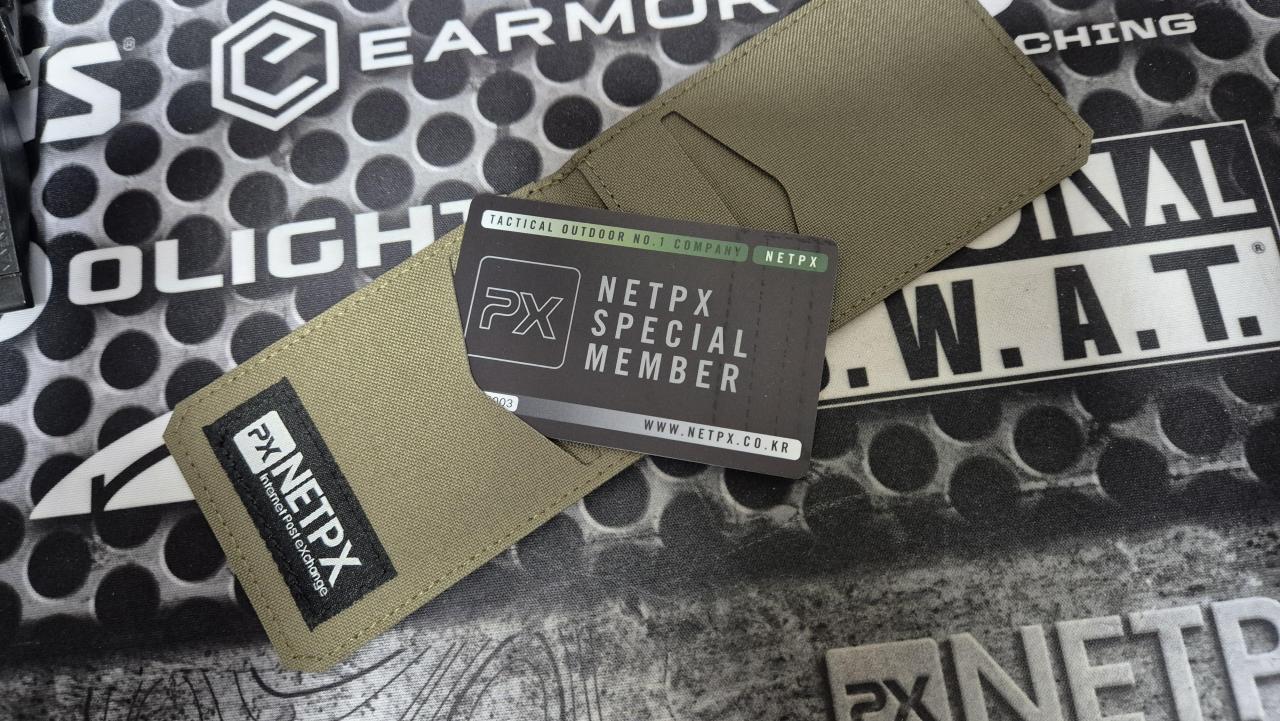 EARMOR
CHING
OLIGHT
TACTICAL OUTDOOR NO.1 COMPANY NETPX
PX
NETPX
SPECIAL
MEMBER
003
WWW.NETPX.CO.KR
PX NETPX
Internet Post eXchange
S.W.A.T.®
PX NETP